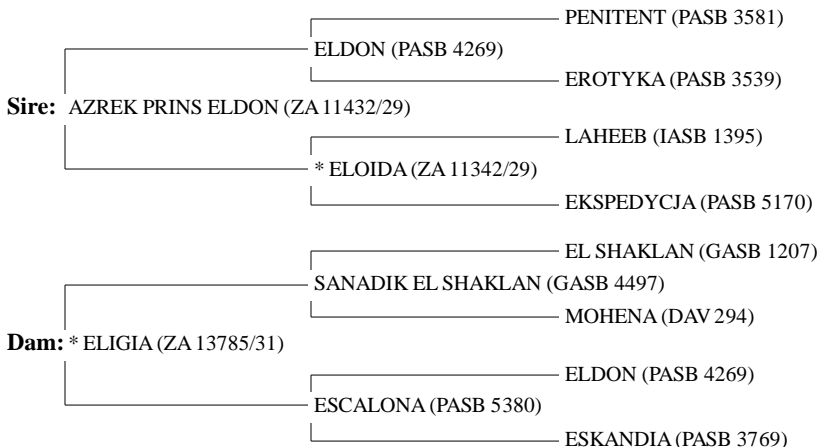 PENITENT (PASB 3581)
ELDON (PASB 4269)
EROTYKA (PASB 3539)
Sire: AZREK PRINS ELDON (ZA 11432/29)
LAHEEB (IASB 1395)
* ELOIDA (ZA 11342/29)
EKSPEDYCJA (PASB 5170)
EL SHAKLAN (GASB 1207)
SANADIK EL SHAKLAN (GASB 4497)
MOHENA (DAV 294)
Dam: * ELIGIA (ZA 13785/31)
ELDON (PASB 4269)
ESCALONA (PASB 5380)
ESKANDIA (PASB 3769)